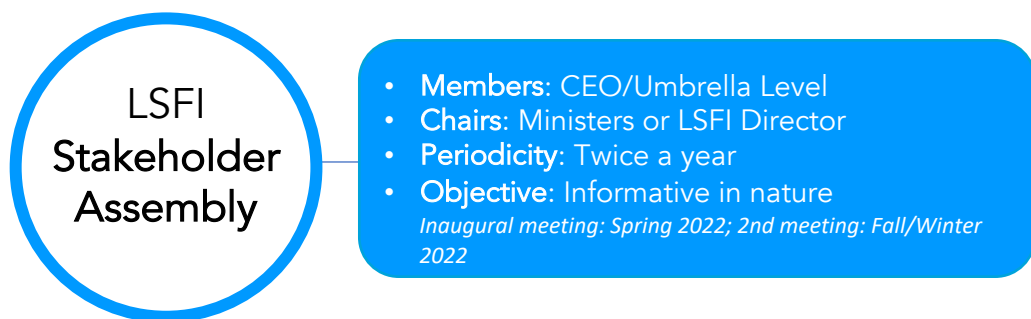 LSFI
Stakeholder
Assembly
• Members: CEO/Umbrella Level
• Chairs: Ministers or LSFI Director
• Periodicity: Twice a year
• Objective: Informative in nature
Inaugural meeting: Spring 2022; 2nd meeting: Fall/Winter
2022